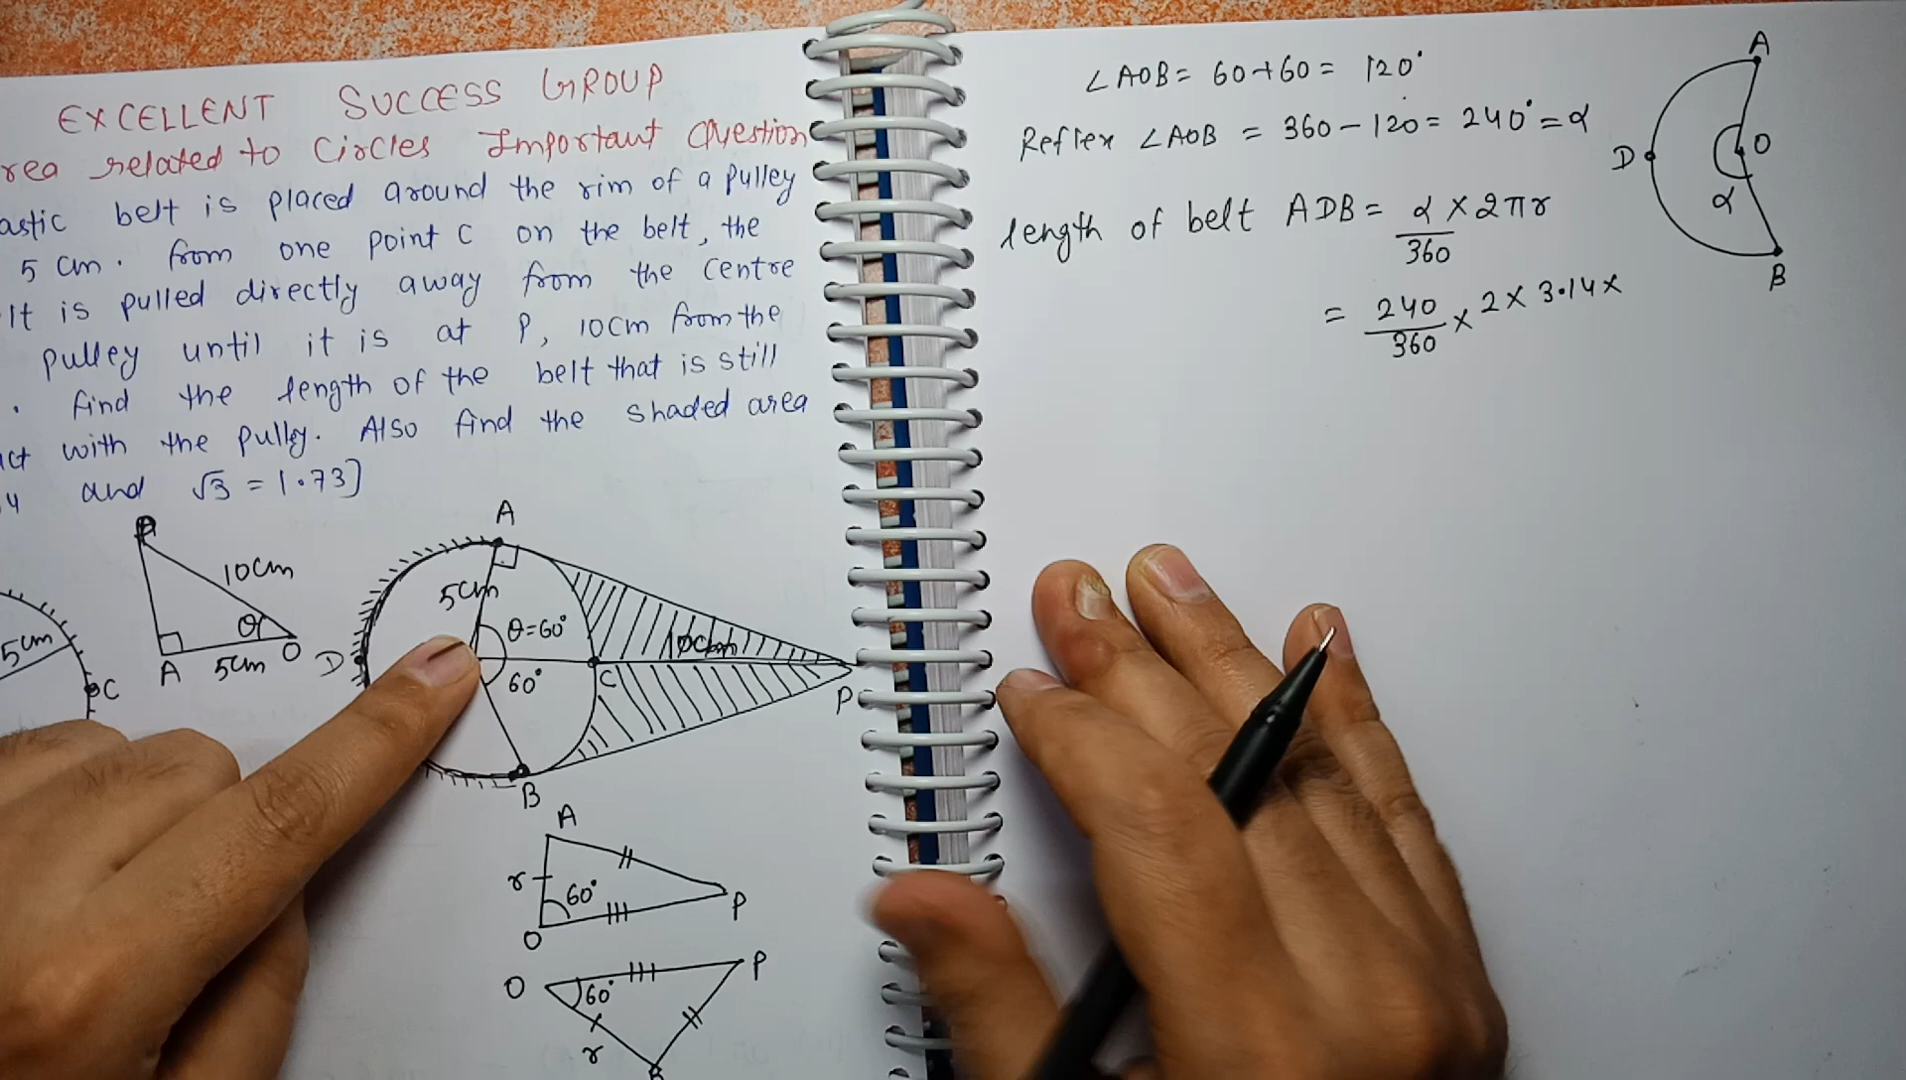 EXCELLENT SUCCESS GROUP
rea related to Circles Important Question
astic belt is placed around the rim of a pulley
5 cm. from one point C on the belt, the
It is pulled directly away from the centre
pulley until it is at P, 10cm from the
. find the length of the belt that is still
act with the pulley. Also find the shaded area
4 and √3 = 1.73]
10cm
θ
A 5cm O
5cm
C
A
5cm
θ=60°
60°
10cm
D
C
P
B
A
r
60°
O
P
O
60°
P
r
B
∠AOB = 60+60 = 120°
Reflex ∠AOB = 360-120 = 240° = α
length of belt ADB = α/360 × 2πr
= 240/360 × 2 × 3.14 ×
A
D
O
α
B